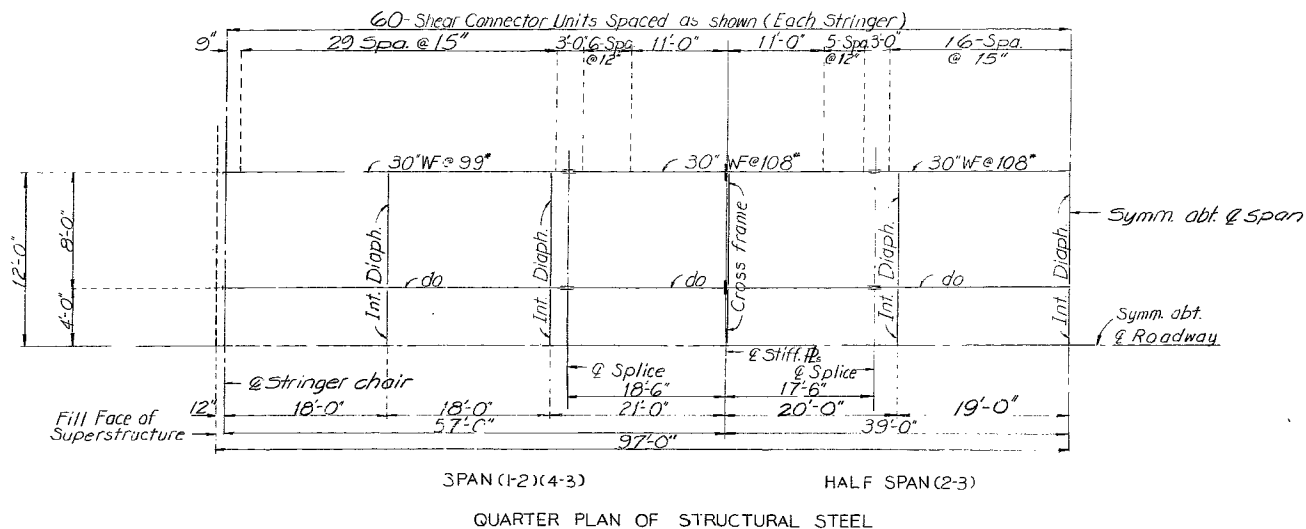 60-Shear Connector Units Spaced as shown (Each Stringer)
9" 29 Spa. @ 15" 3'-0" 6-Spa. @12" 11'-0" 11'-0" 5-Spa. @12" 3'-0" 16-Spa. @ 15"
30" WF @ 99# 30" WF @ 108# 30" WF @ 108#
12'-0"
8'-0"
4'-0"
Int. Diaph.
Int. Diaph.
Cross frame
Int. Diaph.
Int. Diaph.
Symm. abt. ℄ Span
do do do
Symm. abt.
℄ Roadway
℄ Stiff. ℞s
℄ Stringer chair
℄ Splice
℄ Splice
18'-6" 17'-6"
12" 18'-0" 18'-0" 21'-0" 20'-0" 19'-0"
Fill Face of
Superstructure
57'-0" 39'-0"
97'-0"
SPAN (1-2)(4-3) HALF SPAN (2-3)
QUARTER PLAN OF STRUCTURAL STEEL